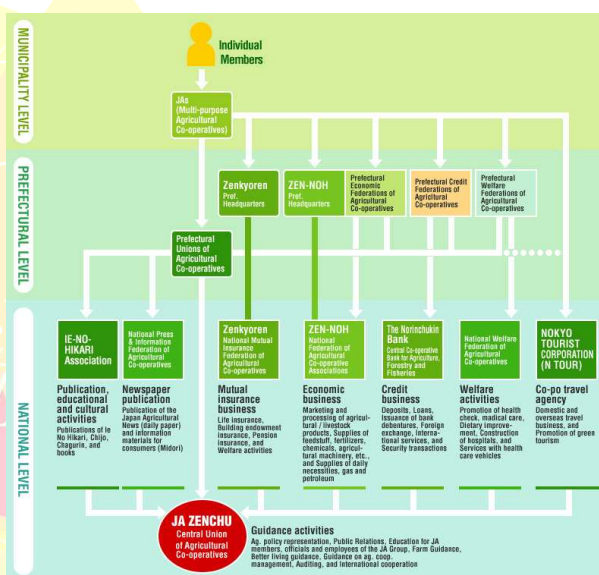 MUNICIPALITY LEVEL
Individual
Members
JAs
(Multi-purpose
Agricultural
Co-operatives)
PREFECTURAL LEVEL
Zenkyoren
Pref.
Headquarters
ZEN-NOH
Pref.
Headquarters
Prefectural
Economic
Federations of
Agricultural
Co-operatives
Prefectural Credit
Federations of
Agricultural
Co-operatives
Prefectural
Welfare
Federations of
Agricultural
Co-operatives
Prefectural
Unions of
Agricultural
Co-operatives
NATIONAL LEVEL
IE-NO-
HIKARI
Association
Publication,
educational
and cultural
activities
Publications of Ie
No Hikari, Chijo,
Chagurin, and
books
National Press
& Information
Federation of
Agricultural
Co-operatives
Newspaper
publication
Publication of the
Japan Agricultural
News (daily paper)
and information
materials for
consumers (Midori)
Zenkyoren
National Mutual
Insurance
Federation of
Agricultural
Co-operatives
Mutual
insurance
business
Life insurance,
Building endowment
insurance, Pension
insurance, and
Welfare activities
ZEN-NOH
National
Federation of
Agricultural
Co-operative
Associations
Economic
business
Marketing and
processing of agricul-
tural / livestock
products, Supplies of
feedstuff, fertilizers,
chemicals, agricul-
tural machinery, etc.,
and Supplies of daily
necessities, gas and
petroleum
The Norinchukin
Bank
Central Co-operative
Bank for Agriculture,
Forestry and
Fisheries
Credit
business
Deposits, Loans,
Issuance of bank
debentures, Foreign
exchange, Interna-
tional services, and
Security transactions
National Welfare
Federation of
Agricultural
Co-operatives
Welfare
activities
Promotion of health
check, medical care,
Dietary improve-
ment, Construction
of hospitals, and
Services with health
care vehicles
NOKYO
TOURIST
CORPORATION
(N TOUR)
Co-po travel
agency
Domestic and
overseas travel
business, and
Promotion of green
tourism
JA ZENCHU
Central Union
of Agricultural
Co-operatives
Guidance activities
Ag. policy representation, Public Relations, Education for JA
members, officials and employees of the JA Group, Farm Guidance,
Better living guidance, Guidance on ag. coop.
management, Auditing, and International cooperation